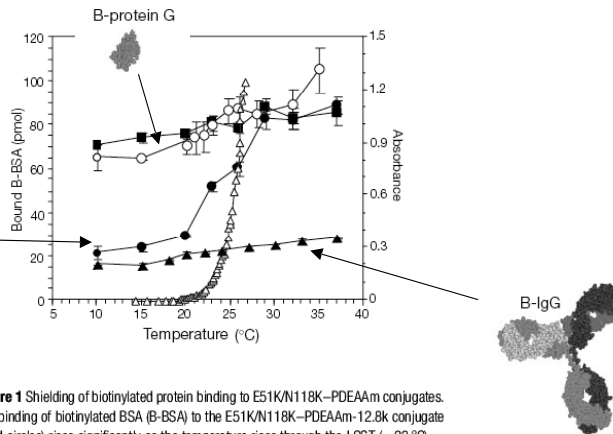 B-protein G
120
100
80
60
40
20
0
1.5
1.2
0.9
0.6
0.3
0
5 10 15 20 25 30 35 40
Bound B-BSA (pmol)
Absorbance
Temperature (°C)
B-IgG
re 1 Shielding of biotinylated protein binding to E51K/N118K–PDEAAm conjugates.
binding of biotinylated BSA (B-BSA) to the E51K/N118K–PDEAAm-12.8k conjugate